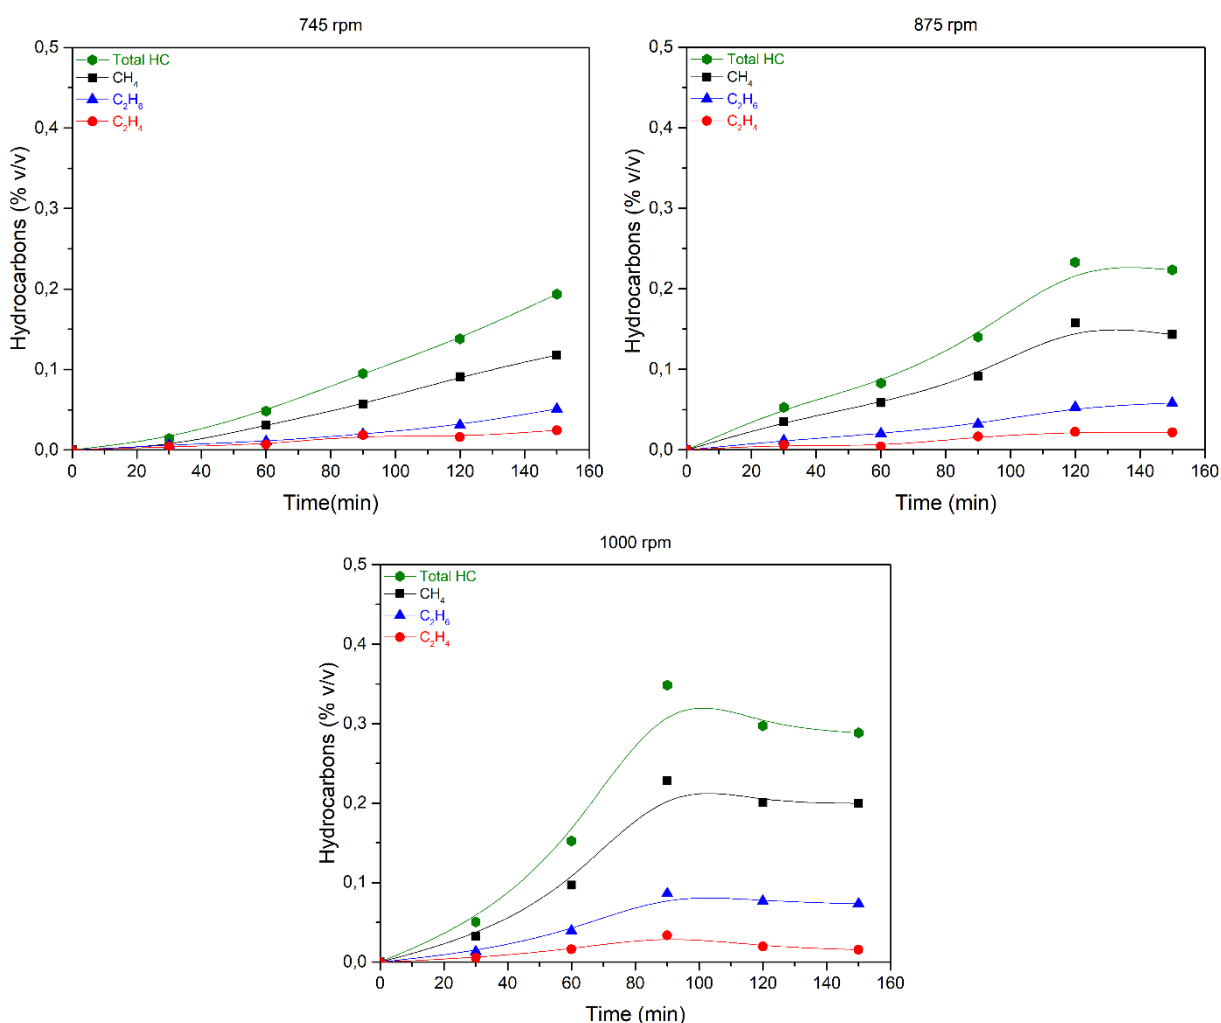 745 rpm
0,5
0,4
0,3
0,2
0,1
0,0
Hydrocarbons (% v/v)
Total HC
CH₄
C₂H₆
C₂H₄
0 20 40 60 80 100 120 140 160
Time(min)
875 rpm
0,5
0,4
0,3
0,2
0,1
0,0
Hydrocarbons (% v/v)
Total HC
CH₄
C₂H₆
C₂H₄
0 20 40 60 80 100 120 140 160
Time (min)
1000 rpm
0,5
0,4
0,3
0,2
0,1
0,0
Hydrocarbons (% v/v)
Total HC
CH₄
C₂H₆
C₂H₄
0 20 40 60 80 100 120 140 160
Time (min)